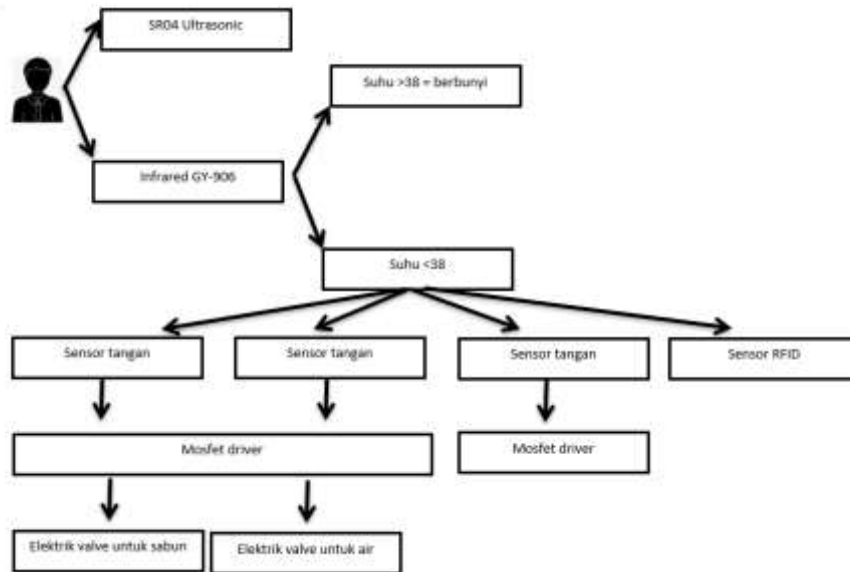 SR04 Ultrasonic
Suhu >38 = berbunyi
Infrared GY-906
Suhu <38
Sensor tangan
Sensor tangan
Sensor tangan
Sensor RFID
Mosfet driver
Mosfet driver
Elektrik valve untuk sabun
Elektrik valve untuk air